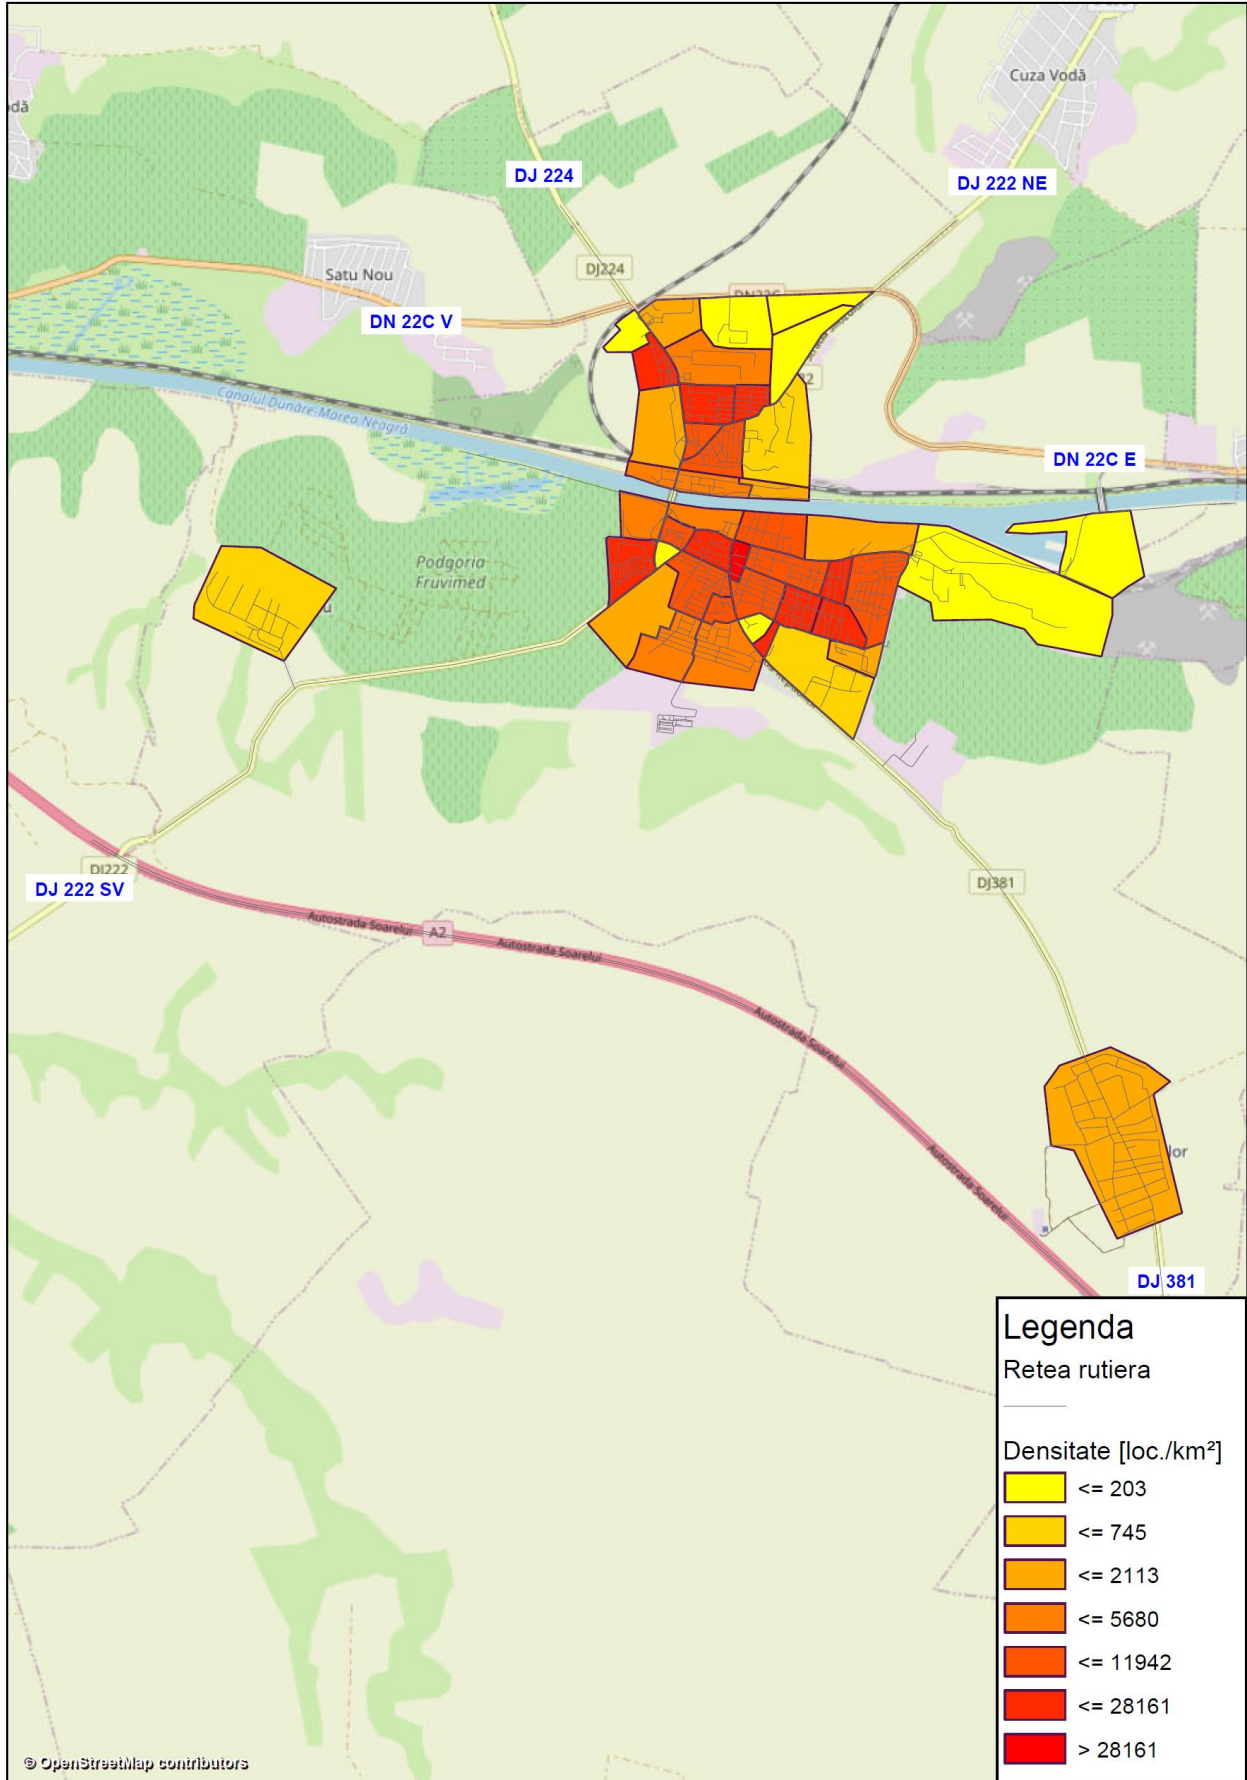 Cuza Vodă
DJ 224
DJ 222 NE
DJ224
Satu Nou
DN 22C V
Canalul Dunăre-Marea Neagră
DN 22C E
Podgoria
Fruvimed
DJ222
DJ 222 SV
DJ381
Autostrada Soarelui
A2
Autostrada Soarelui
Autostrada Soarelui
Autostrada Soarelui
lor
DJ 381
Legenda
Retea rutiera
Densitate [loc./km²]
<= 203
<= 745
<= 2113
<= 5680
<= 11942
<= 28161
> 28161
© OpenStreetMap contributors